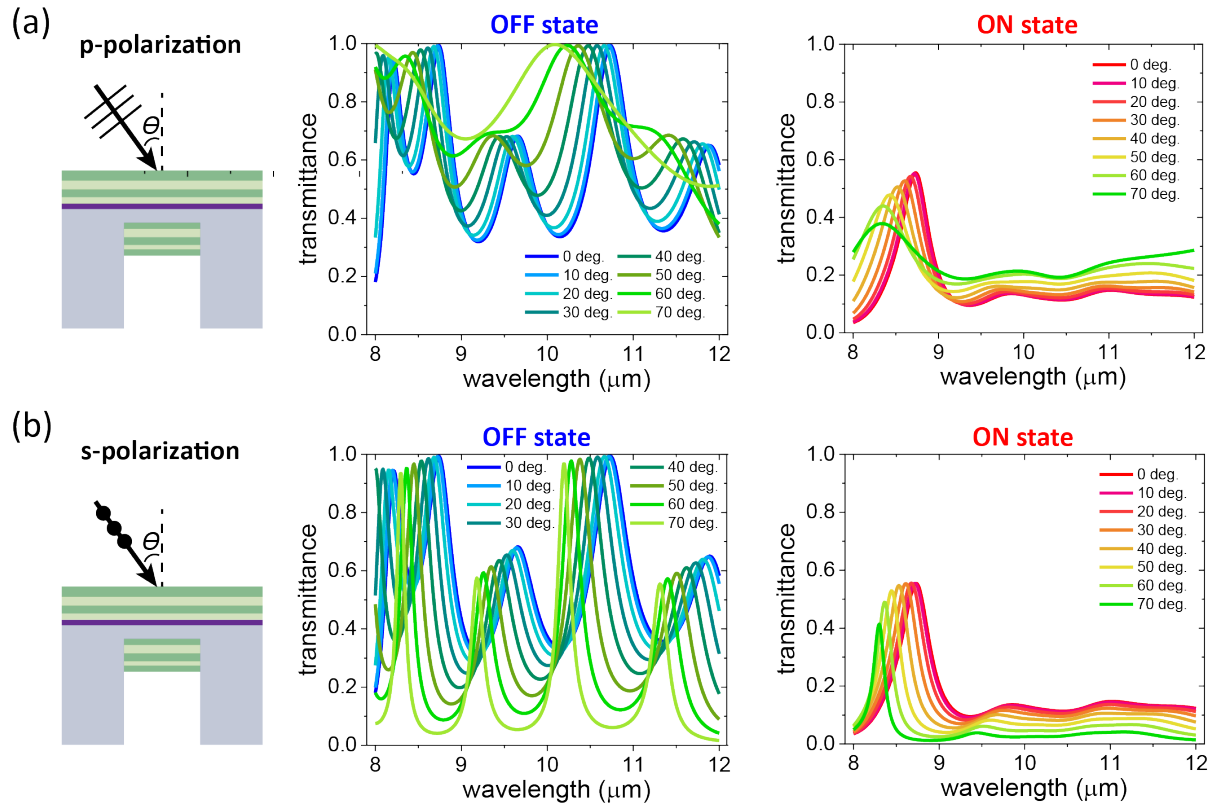 (a)
p-polarization
θ
OFF state
transmittance
1.0
0.8
0.6
0.4
0.2
0.0
0 deg.
10 deg.
20 deg.
30 deg.
40 deg.
50 deg.
60 deg.
70 deg.
8 9 10 11 12
wavelength (μm)
ON state
transmittance
1.0
0.8
0.6
0.4
0.2
0.0
0 deg.
10 deg.
20 deg.
30 deg.
40 deg.
50 deg.
60 deg.
70 deg.
8 9 10 11 12
wavelength (μm)
(b)
s-polarization
θ
OFF state
transmittance
1.0
0.8
0.6
0.4
0.2
0.0
0 deg.
10 deg.
20 deg.
30 deg.
40 deg.
50 deg.
60 deg.
70 deg.
8 9 10 11 12
wavelength (μm)
ON state
transmittance
1.0
0.8
0.6
0.4
0.2
0.0
0 deg.
10 deg.
20 deg.
30 deg.
40 deg.
50 deg.
60 deg.
70 deg.
8 9 10 11 12
wavelength (μm)